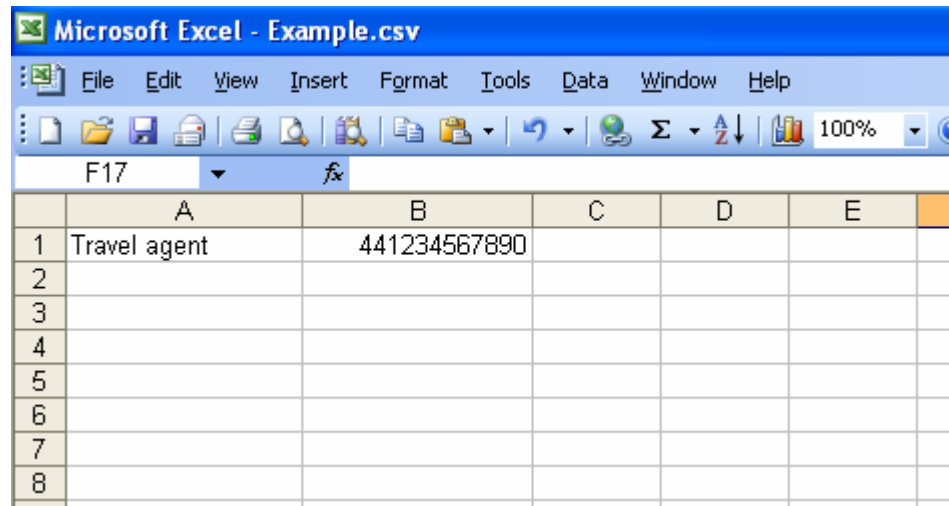 Microsoft Excel - Example.csv
File Edit View Insert Format Tools Data Window Help
Σ A Z 100%
F17 fx
A B C D E
1 Travel agent 441234567890
2
3
4
5
6
7
8